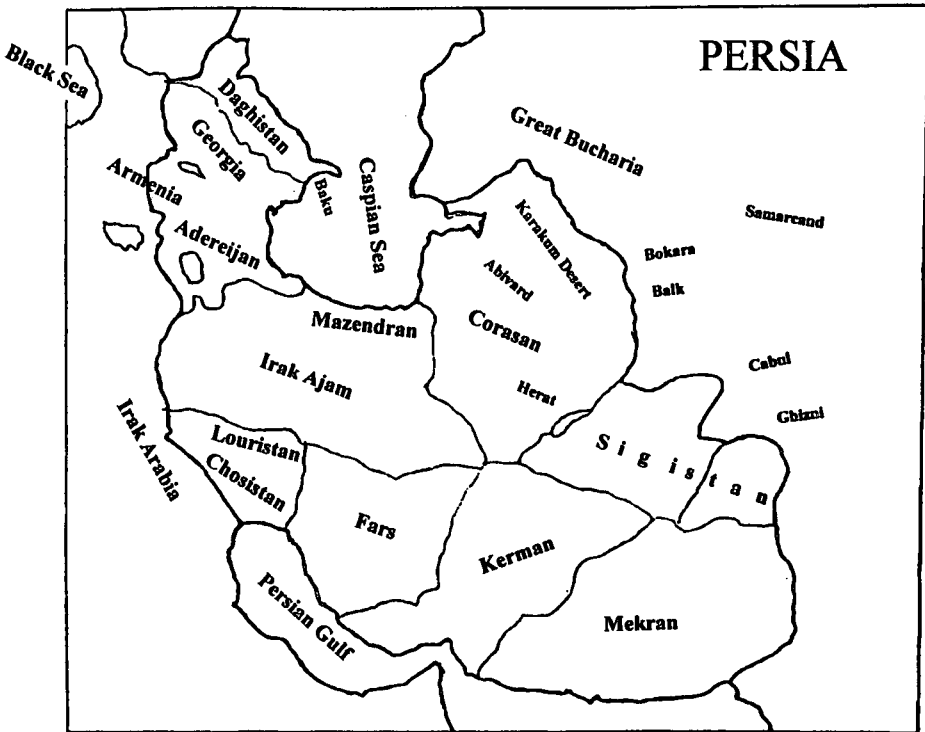 PERSIA
Black Sea
Daghistan
Georgia
Armenia
Adereijan
Baku
Caspian Sea
Great Bucharia
Samarcand
Karakum Desert
Bokara
Balk
Abivard
Corasan
Mazendran
Irak Ajam
Herat
Cabul
Ghizni
Irak Arabia
Louristan
Chosistan
Sigistan
Fars
Kerman
Persian Gulf
Mekran